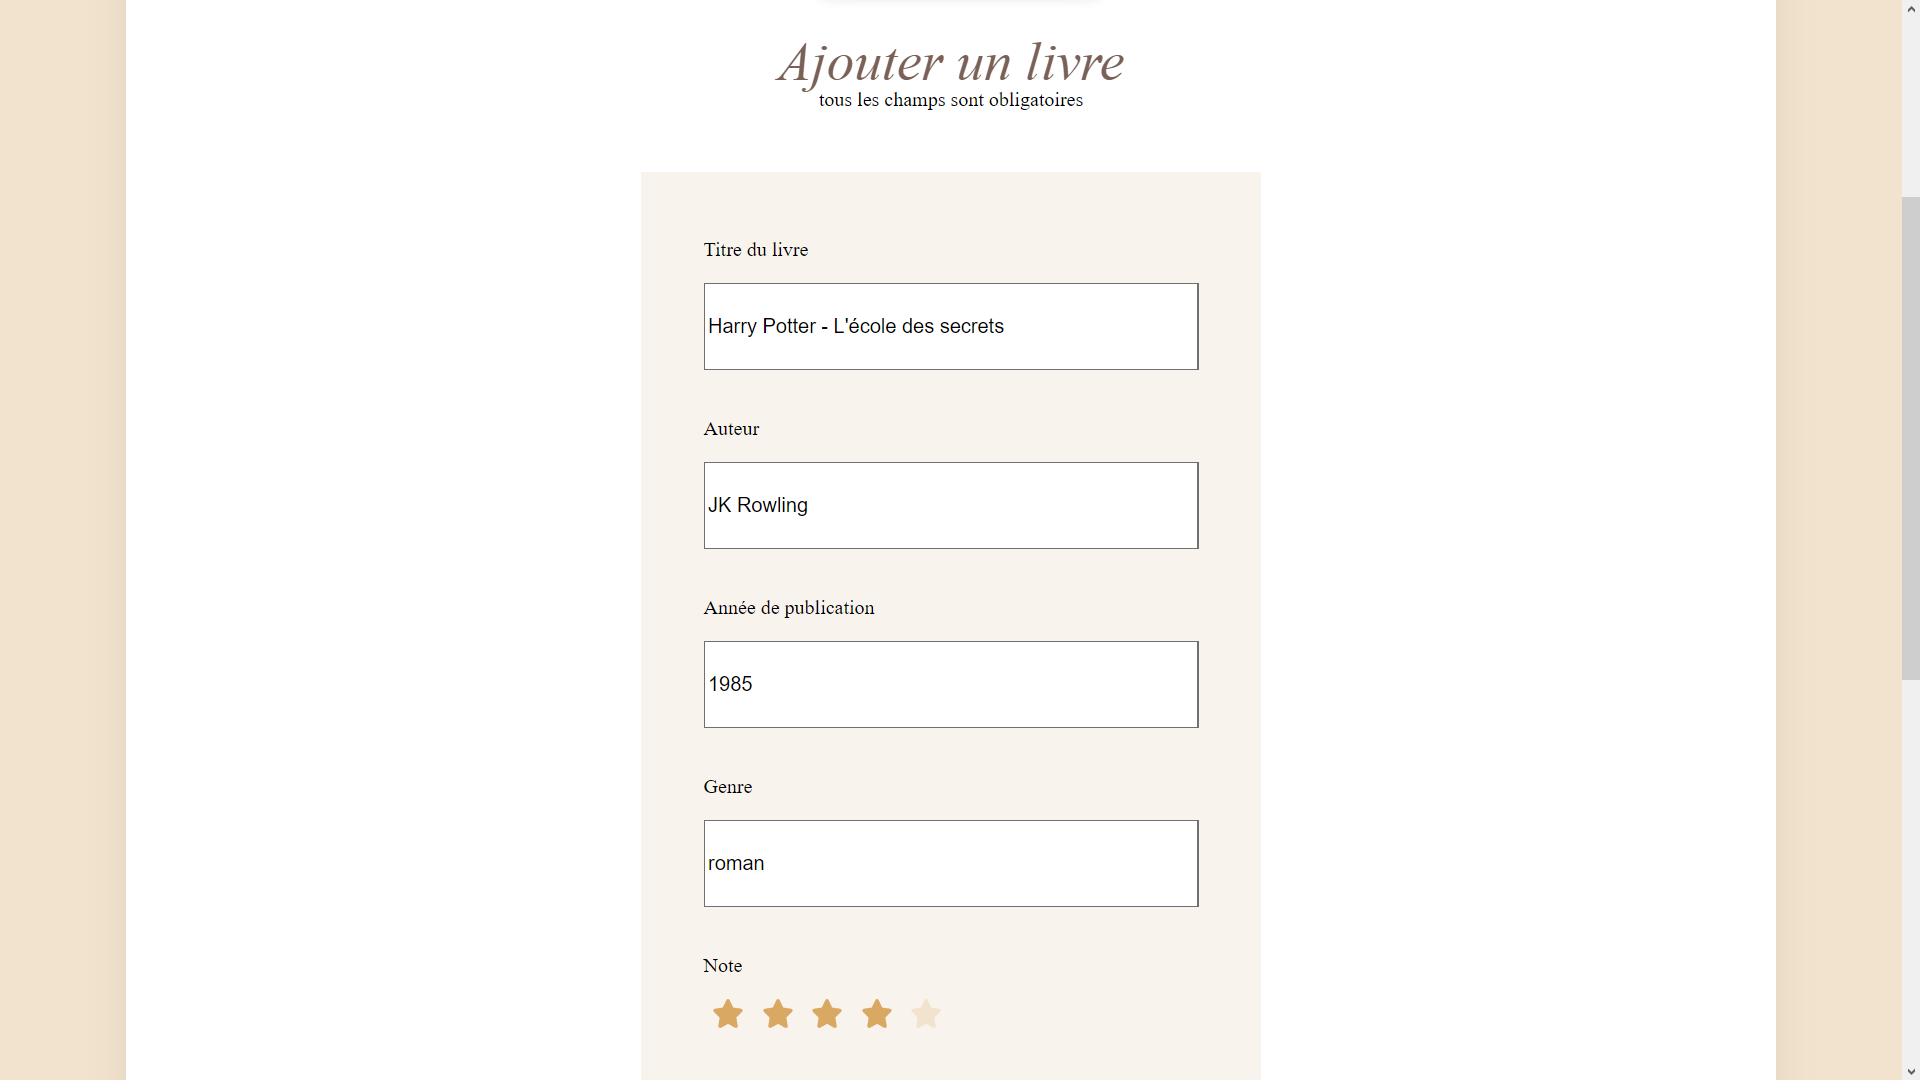 Ajouter un livre
tous les champs sont obligatoires
Titre du livre
Harry Potter - L'école des secrets
Auteur
JK Rowling
Année de publication
1985
Genre
roman
Note